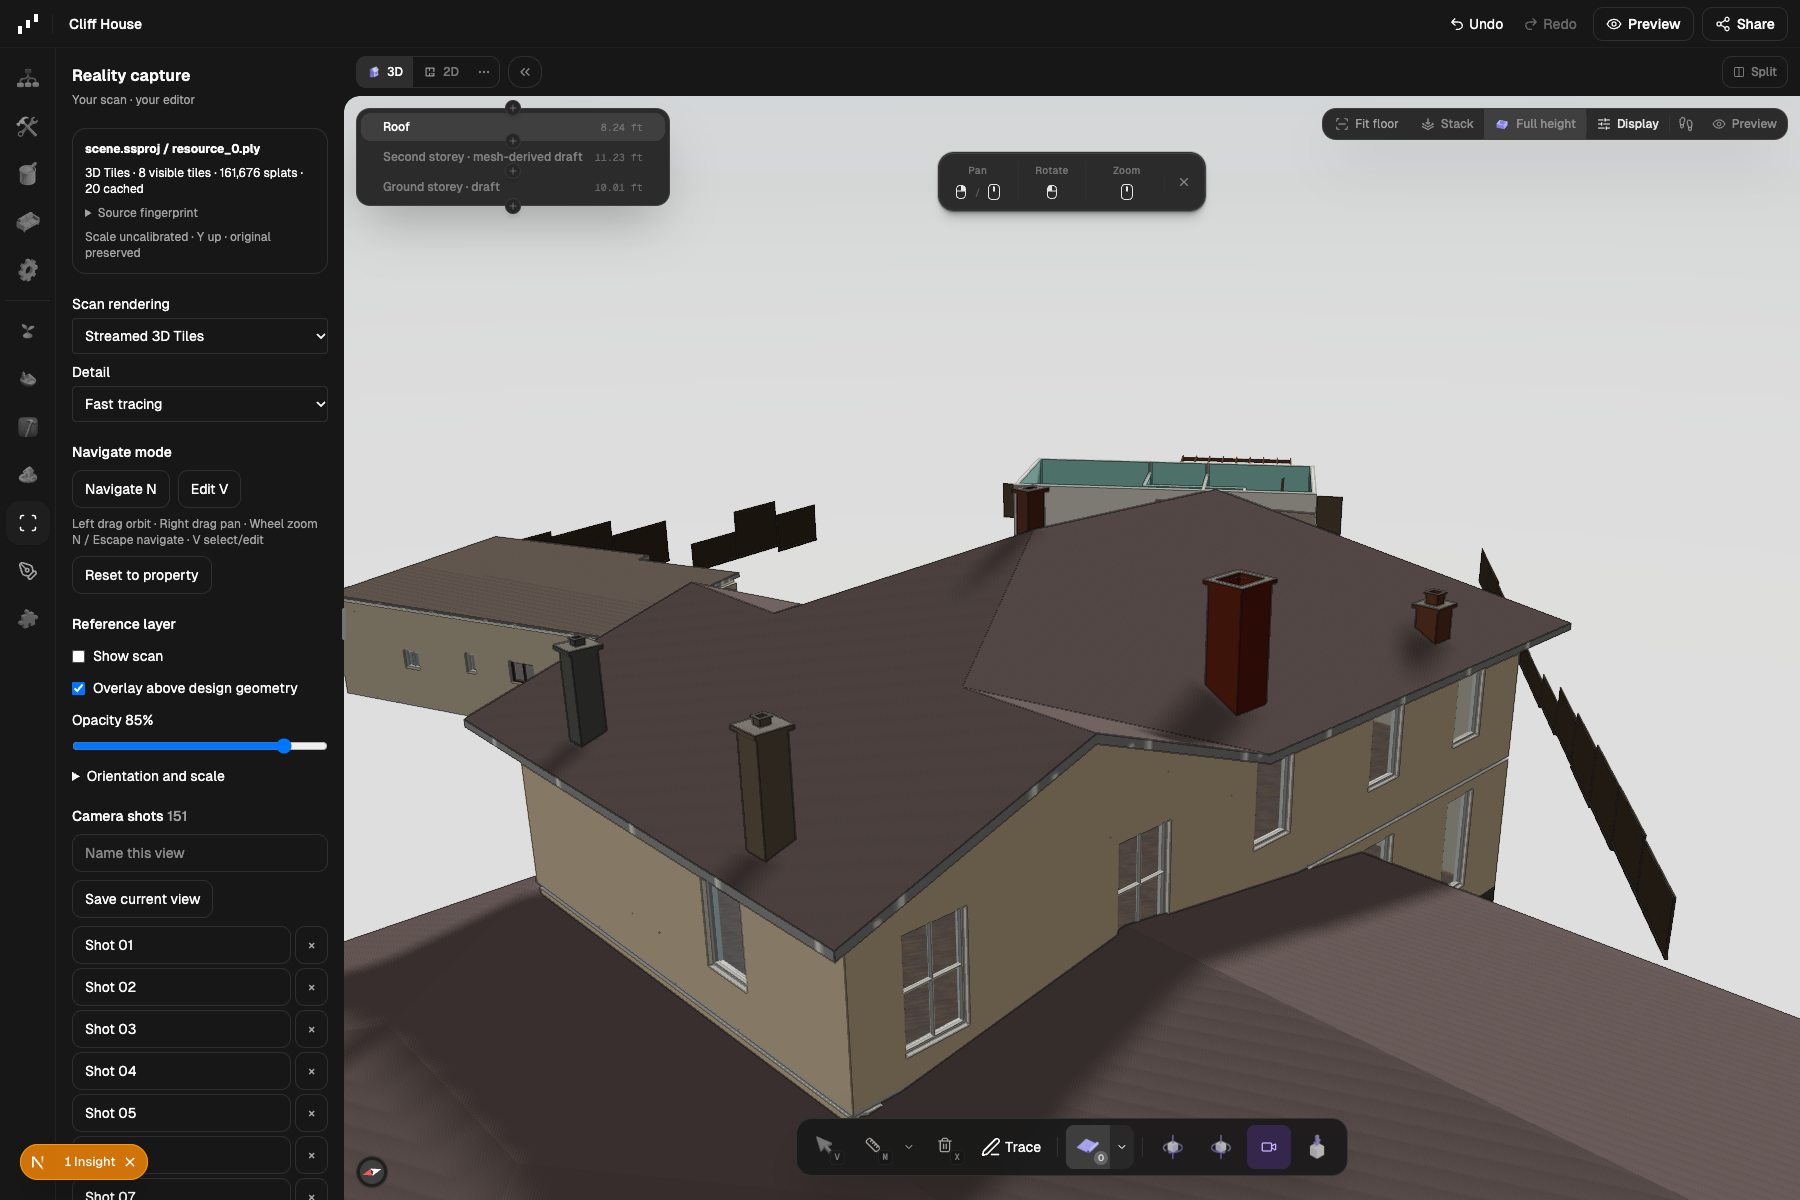 Cliff House
Undo
Redo
Preview
Share
Reality capture
Your scan · your editor
3D
2D
Split
scene.ssproj / resource_0.ply
3D Tiles · 8 visible tiles · 161,676 splats ·
20 cached
Source fingerprint
Scale uncalibrated · Y up · original
preserved
Roof 8.24 ft
Second storey · mesh-derived draft 11.23 ft
Ground storey · draft 10.01 ft
Fit floor
Stack
Full height
Display
Preview
Pan
Rotate
Zoom
Scan rendering
Streamed 3D Tiles
Detail
Fast tracing
Navigate mode
Navigate N
Edit V
Left drag orbit · Right drag pan · Wheel zoom
N / Escape navigate · V select/edit
Reset to property
Reference layer
Show scan
Overlay above design geometry
Opacity 85%
Orientation and scale
Camera shots 151
Name this view
Save current view
Shot 01
Shot 02
Shot 03
Shot 04
Shot 05
N 1 Insight
Shot 07
V
M
X
Trace
0